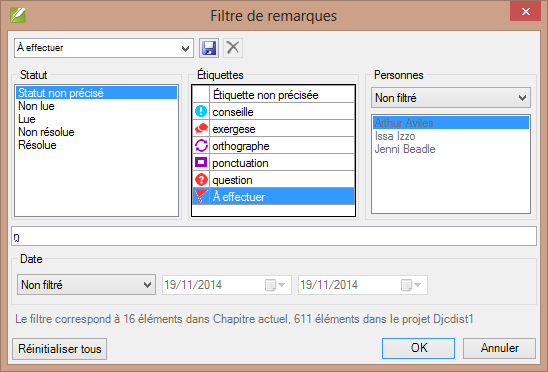 Filtre de remarques
À effectuer
Statut
Statut non précisé
Non lue
Lue
Non résolue
Résolue
Étiquettes
Étiquette non précisée
conseille
exergese
orthographe
ponctuation
question
À effectuer
Personnes
Non filtré
Arthur Aviles
Issa Izzo
Jenni Beadle
Date
Non filtré
19/11/2014
19/11/2014
Le filtre correspond à 16 éléments dans Chapitre actuel, 611 éléments dans le projet Djcdist1
Réinitialiser tous
OK
Annuler